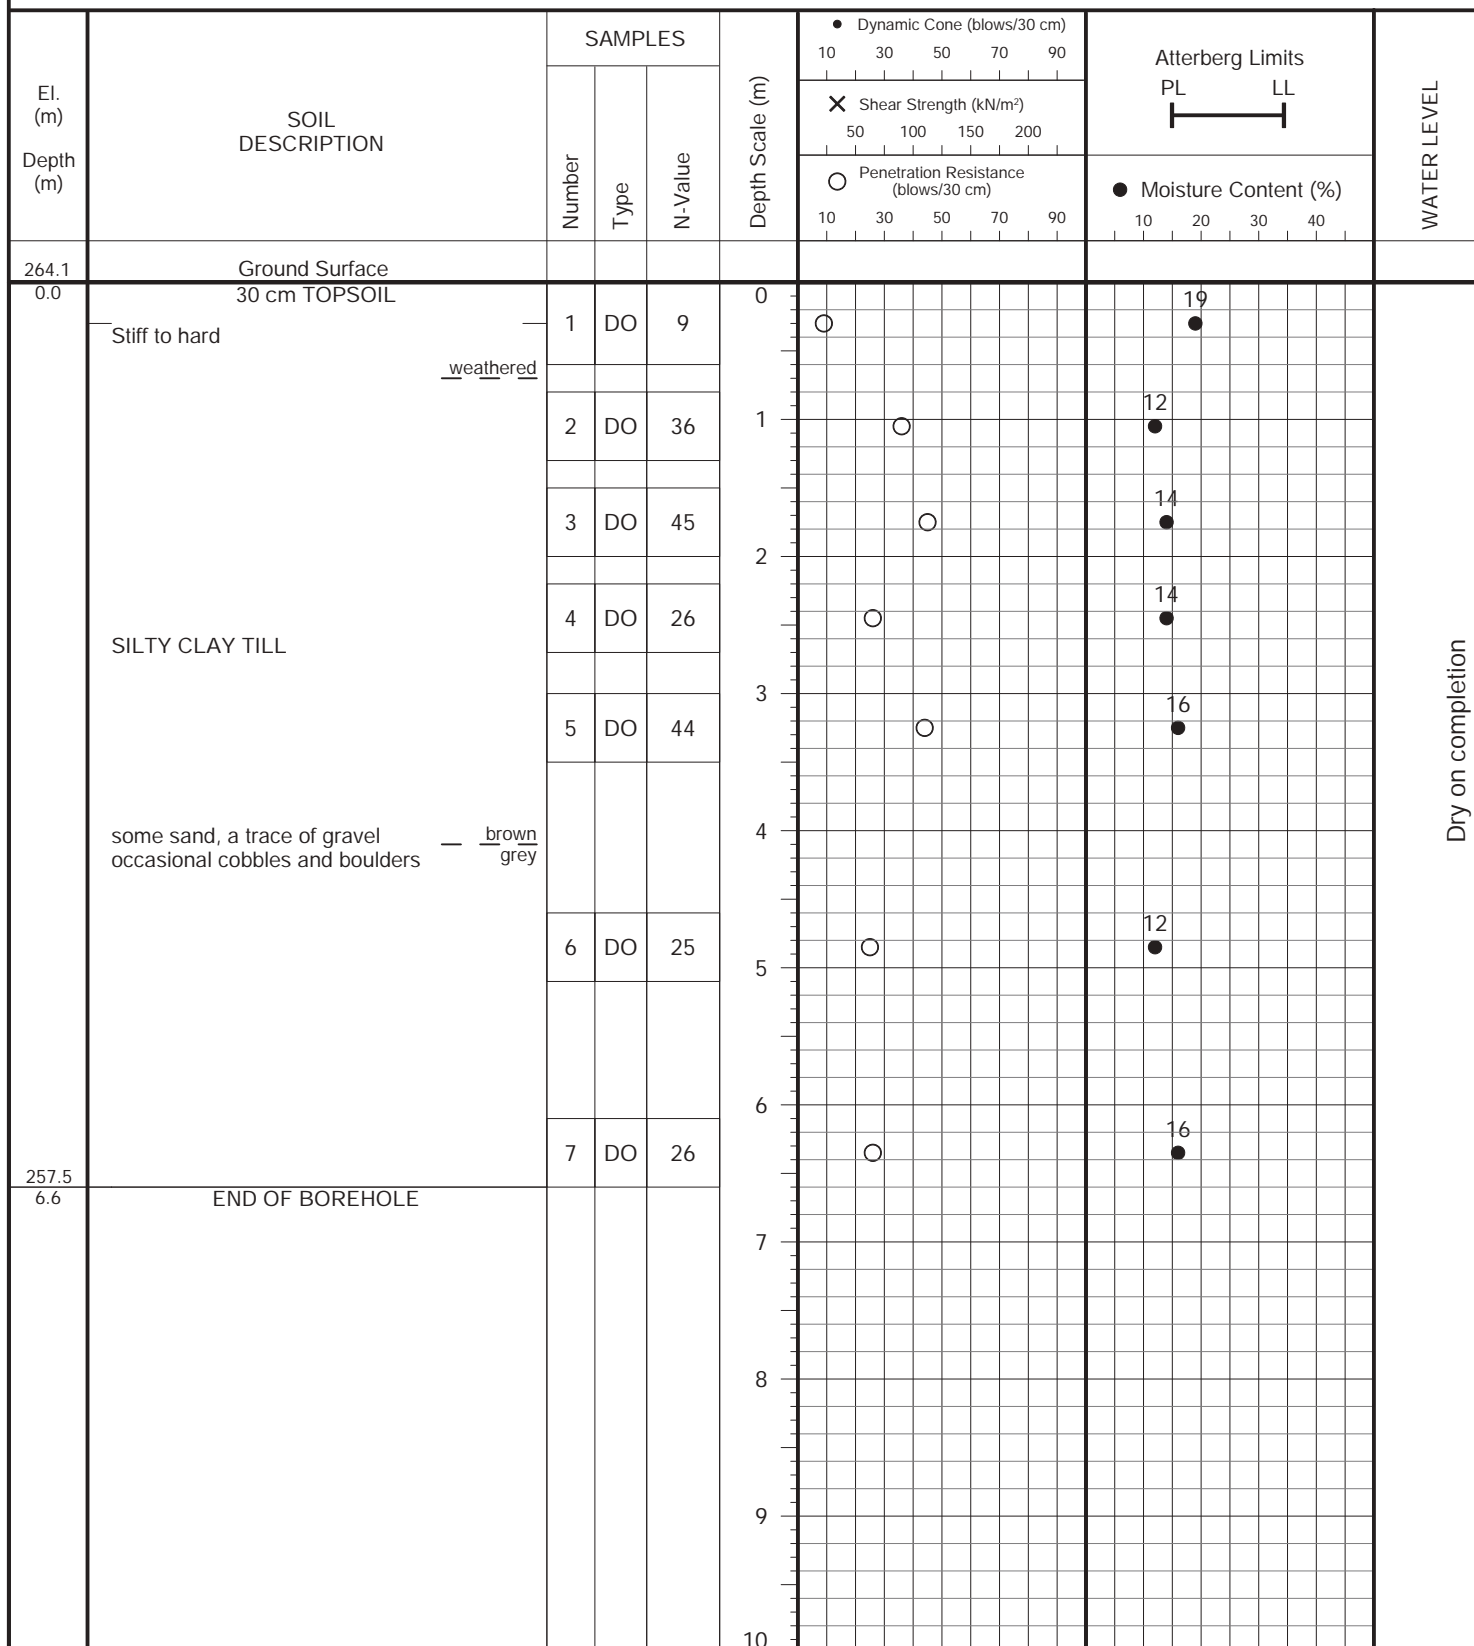 El.
(m)
Depth
(m)
SOIL
DESCRIPTION
SAMPLES
Number
Type
N-Value
Depth Scale (m)
Dynamic Cone (blows/30 cm)
10 30 50 70 90
Shear Strength (kN/m²)
50 100 150 200
Penetration Resistance
(blows/30 cm)
10 30 50 70 90
Atterberg Limits
PL LL
Moisture Content (%)
10 20 30 40
WATER LEVEL
264.1 Ground Surface
0.0 30 cm TOPSOIL 0
19
Stiff to hard 1 DO 9
weathered
12
1
2 DO 36
14
3 DO 45
2
14
4 DO 26
SILTY CLAY TILL
3
16
5 DO 44
Dry on completion
4
some sand, a trace of gravel brown
occasional cobbles and boulders grey
12
6 DO 25
5
6
16
7 DO 26
257.5
6.6 END OF BOREHOLE
7
8
9
10